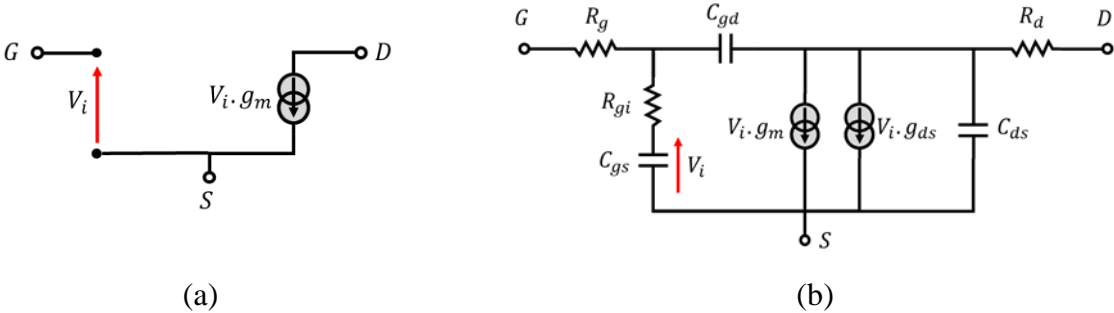 G
V_i
V_i.g_m
D
S
(a)
G
R_g
C_gd
R_d
D
R_gi
C_gs
V_i
V_i.g_m
V_i.g_ds
C_ds
S
(b)